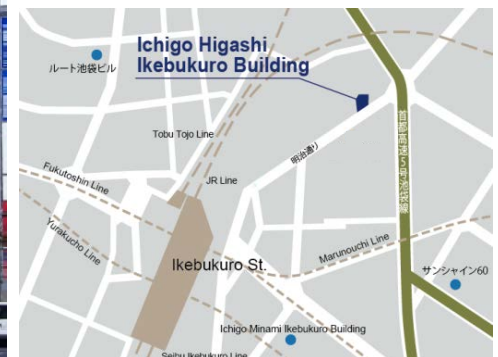 Ichigo Higashi
Ikebukuro Building
ルート池袋ビル
Tobu Tojo Line
明治通り
Fukutoshin Line
JR Line
Yurakucho Line
Marunouchi Line
Ikebukuro St.
サンシャイン60
Ichigo Minami Ikebukuro Building
Seibu Ikebukuro Line